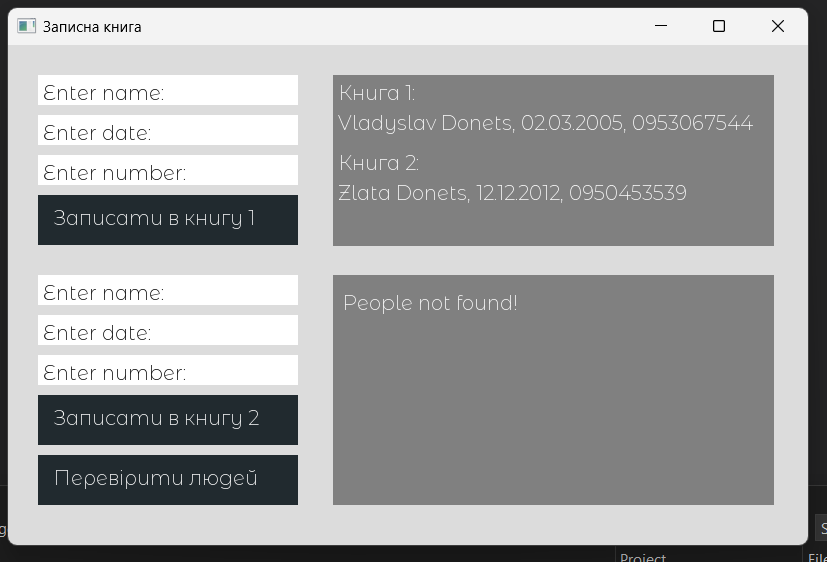 Записна книга
Enter name:
Enter date:
Enter number:
Записати в книгу 1
Книга 1:
Vladyslav Donets, 02.03.2005, 0953067544
Книга 2:
Zlata Donets, 12.12.2012, 0950453539
Enter name:
Enter date:
Enter number:
Записати в книгу 2
Перевірити людей
People not found!
Project
File